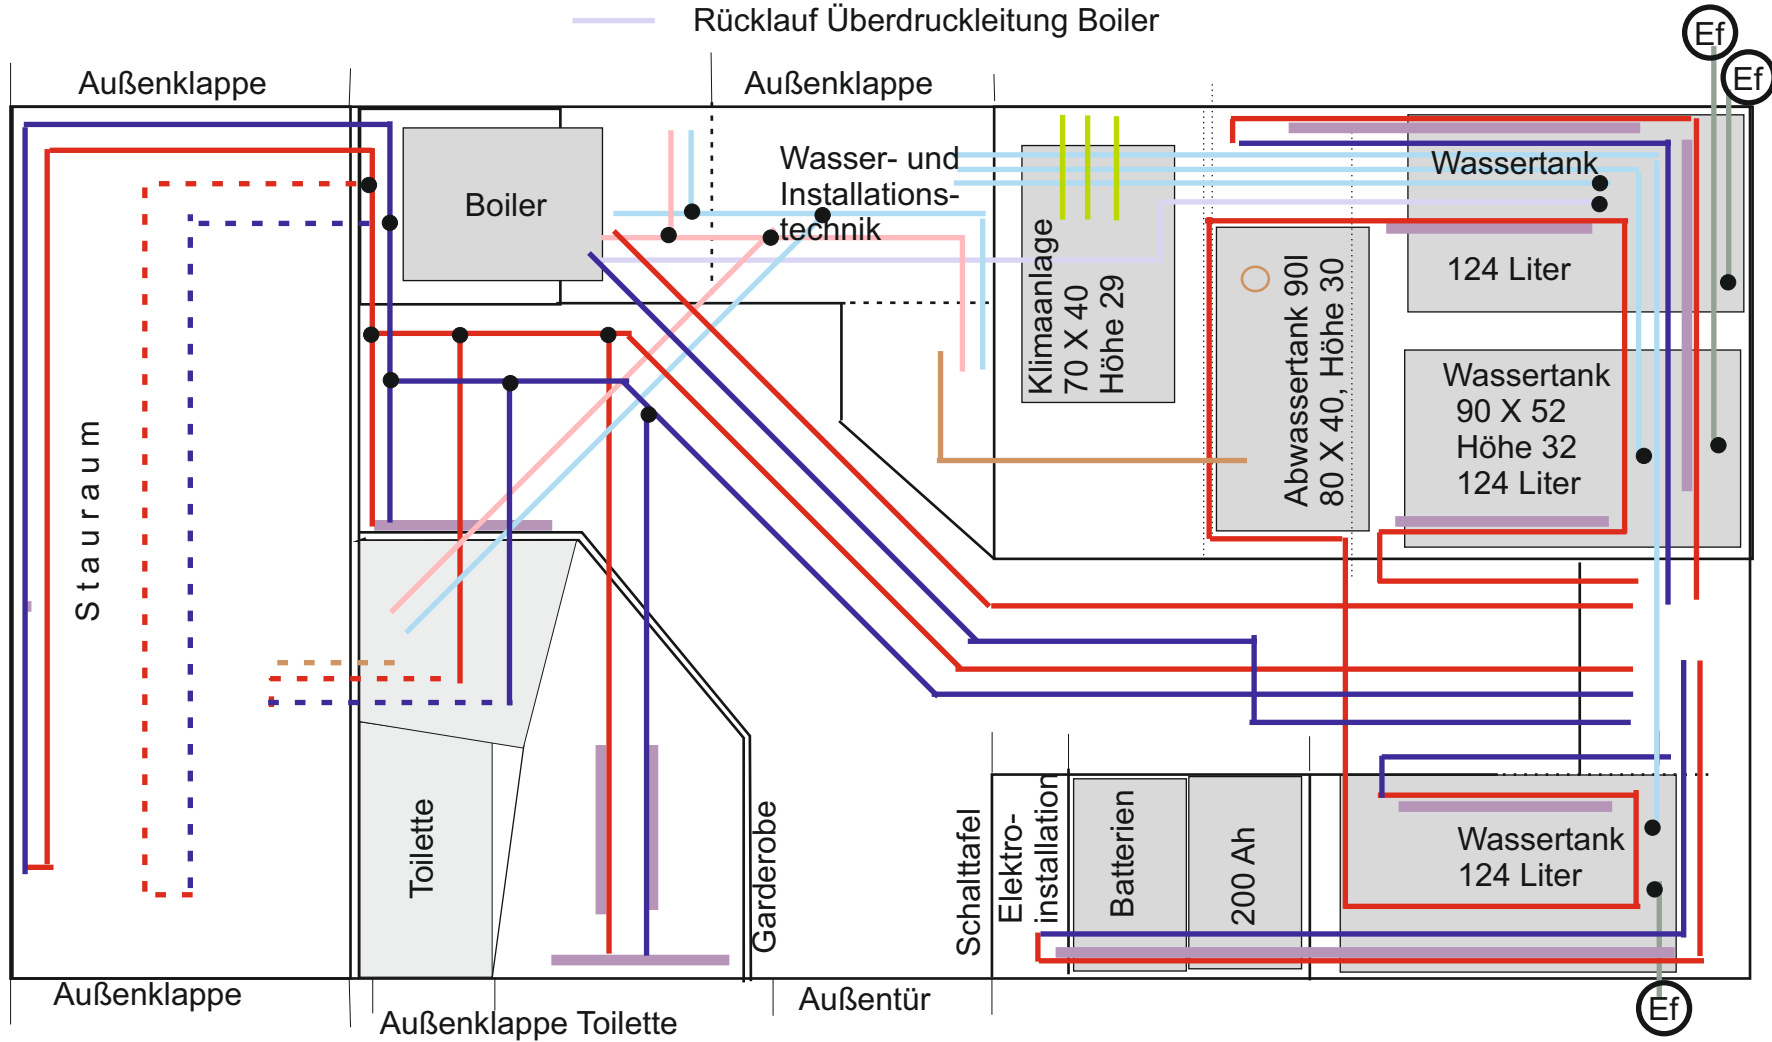 Rücklauf Überdruckleitung Boiler
Ef
Ef
Außenklappe
Außenklappe
Boiler
Wasser- und
Installations-
technik
Klimaanlage
70 X 40
Höhe 29
Abwassertank 90l
80 X 40, Höhe 30
Wassertank
124 Liter
Wassertank
90 X 52
Höhe 32
124 Liter
Stauraum
Toilette
Garderobe
Schalttafel
Elektro-
installation
Batterien
200 Ah
Wassertank
124 Liter
Außenklappe
Außenklappe Toilette
Außentür
Ef